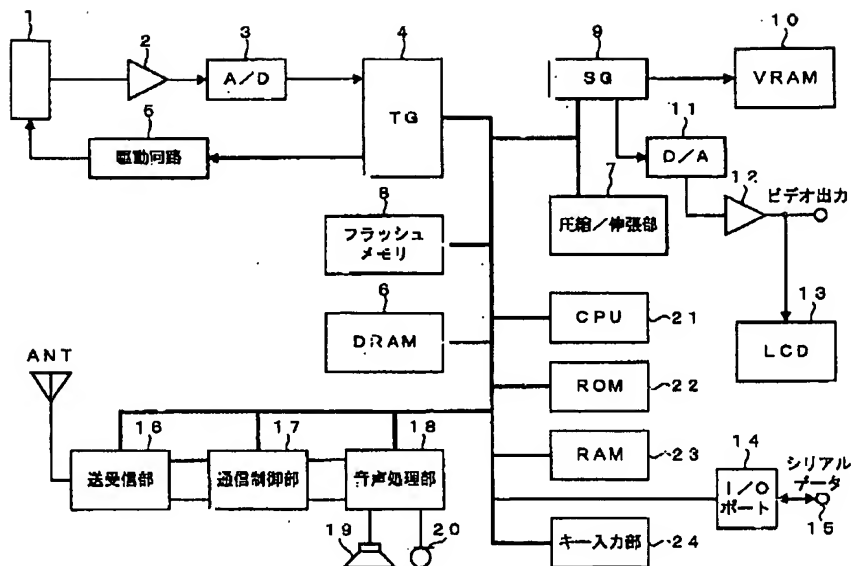 1
2
3
A/D
4
TG
5
駆動回路
9
SG
10
VRAM
11
D/A
12
ビデオ出力
7
圧縮/伸張部
8
フラッシュ
メモリ
6
DRAM
13
LCD
CPU
21
ROM
22
RAM
23
ANT
16
送受信部
17
通信制御部
18
音声処理部
19
20
14
I/O
ポート
シリアル
データ
15
キー入力部
24